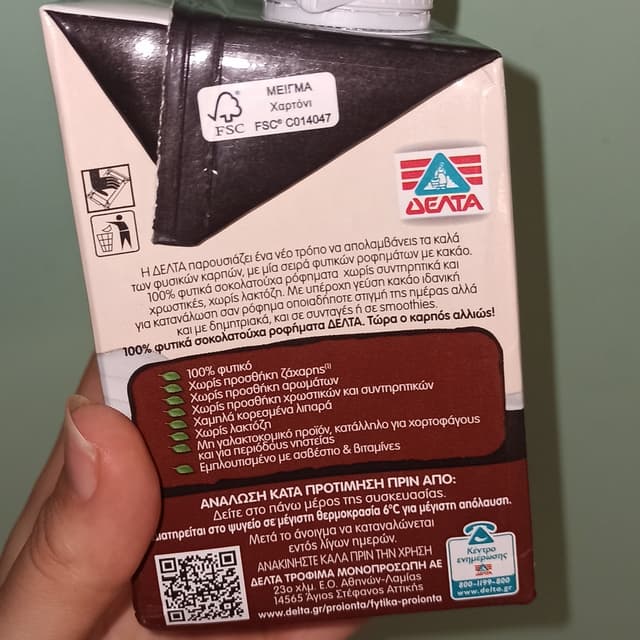 ΜΕΙΓΜΑ
Χαρτόνι
FSC FSC® C014047
ΔΕΛΤΑ
Η ΔΕΛΤΑ παρουσιάζει ένα νέο τρόπο να απολαμβάνεις τα καλά
των φυσικών καρπών, με μία σειρά φυτικών ροφημάτων με κακάο.
100% φυτικά σοκολατούχα ροφήματα χωρίς συντηρητικά και
χρωστικές, χωρίς λακτόζη. Με υπέροχη γεύση κακάο ιδανική
για κατανάλωση σαν ρόφημα οποιαδήποτε στιγμή της ημέρας αλλά
και με δημητριακά, και σε συνταγές ή σε smoothies.
100% φυτικά σοκολατούχα ροφήματα ΔΕΛΤΑ. Τώρα ο καρπός αλλιώς!
100% φυτικό
Χωρίς προσθήκη ζάχαρης⁽¹⁾
Χωρίς προσθήκη αρωμάτων
Χωρίς προσθήκη χρωστικών και συντηρητικών
Χαμηλά κορεσμένα λιπαρά
Χωρίς λακτόζη
Μη γαλακτοκομικό προϊόν, κατάλληλο για χορτοφάγους
και για περιόδους νηστείας
Εμπλουτισμένο με ασβέστιο & βιταμίνες
ΑΝΑΛΩΣΗ ΚΑΤΑ ΠΡΟΤΙΜΗΣΗ ΠΡΙΝ ΑΠΟ:
Δείτε στο πάνω μέρος της συσκευασίας.
Διατηρείται στο ψυγείο σε μέγιστη θερμοκρασία 6°C για μέγιστη απόλαυση.
Μετά το άνοιγμα να καταναλώνεται
εντός λίγων ημερών.
ΑΝΑΚΙΝΗΣΤΕ ΚΑΛΑ ΠΡΙΝ ΤΗΝ ΧΡΗΣΗ
ΔΕΛΤΑ ΤΡΟΦΙΜΑ ΜΟΝΟΠΡΟΣΩΠΗ ΑΕ
23ο χλμ. Ε.Ο. Αθηνών-Λαμίας
14565 Άγιος Στέφανος Αττικής
www.delta.gr/proionta/fytika-proionta
Κέντρο
ενημέρωσης
ΔΕΛΤΑ
800-1199-800
www.delta.gr